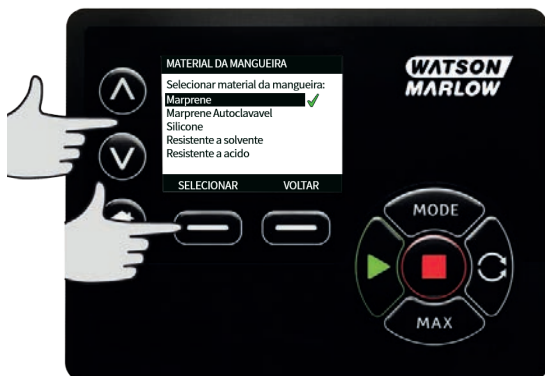 MATERIAL DA MANGUEIRA
WATSON
MARLOW
Selecionar material da mangueira:
Marprene
Marprene Autoclavavel
Silicone
Resistente a solvente
Resistente a acido
SELECIONAR VOLTAR
MODE
MAX